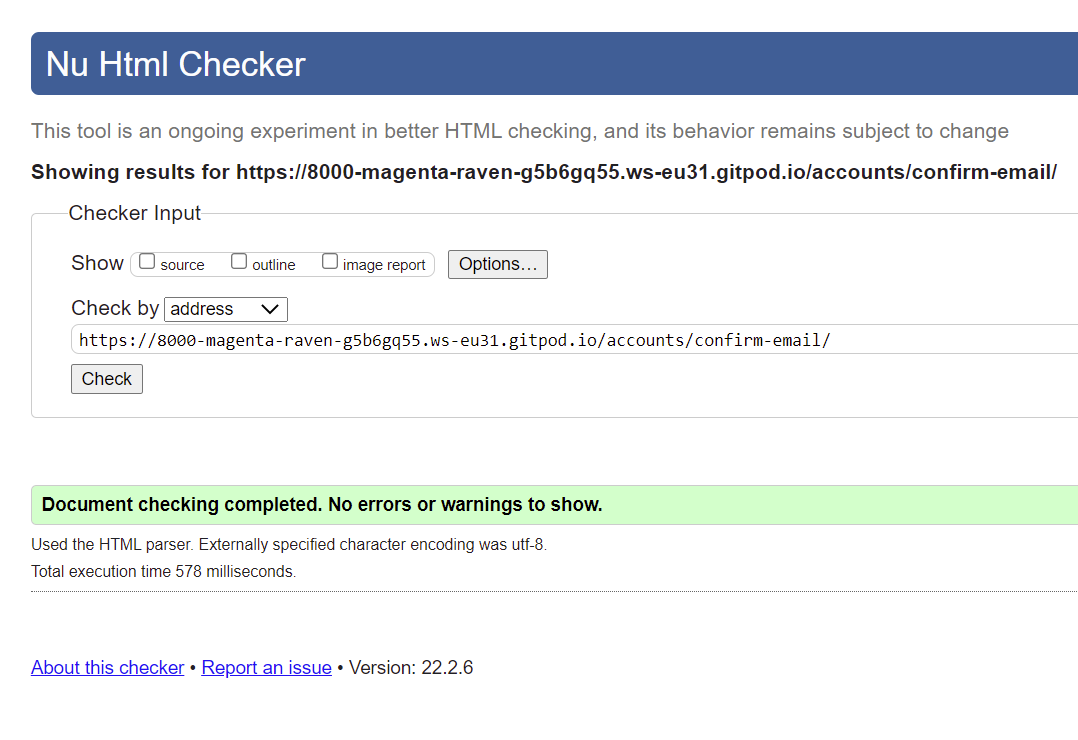 Nu Html Checker
This tool is an ongoing experiment in better HTML checking, and its behavior remains subject to change
Showing results for https://8000-magenta-raven-g5b6gq55.ws-eu31.gitpod.io/accounts/confirm-email/
Checker Input
Show source outline image report Options...
Check by address
https://8000-magenta-raven-g5b6gq55.ws-eu31.gitpod.io/accounts/confirm-email/
Check
Document checking completed. No errors or warnings to show.
Used the HTML parser. Externally specified character encoding was utf-8.
Total execution time 578 milliseconds.
About this checker • Report an issue • Version: 22.2.6